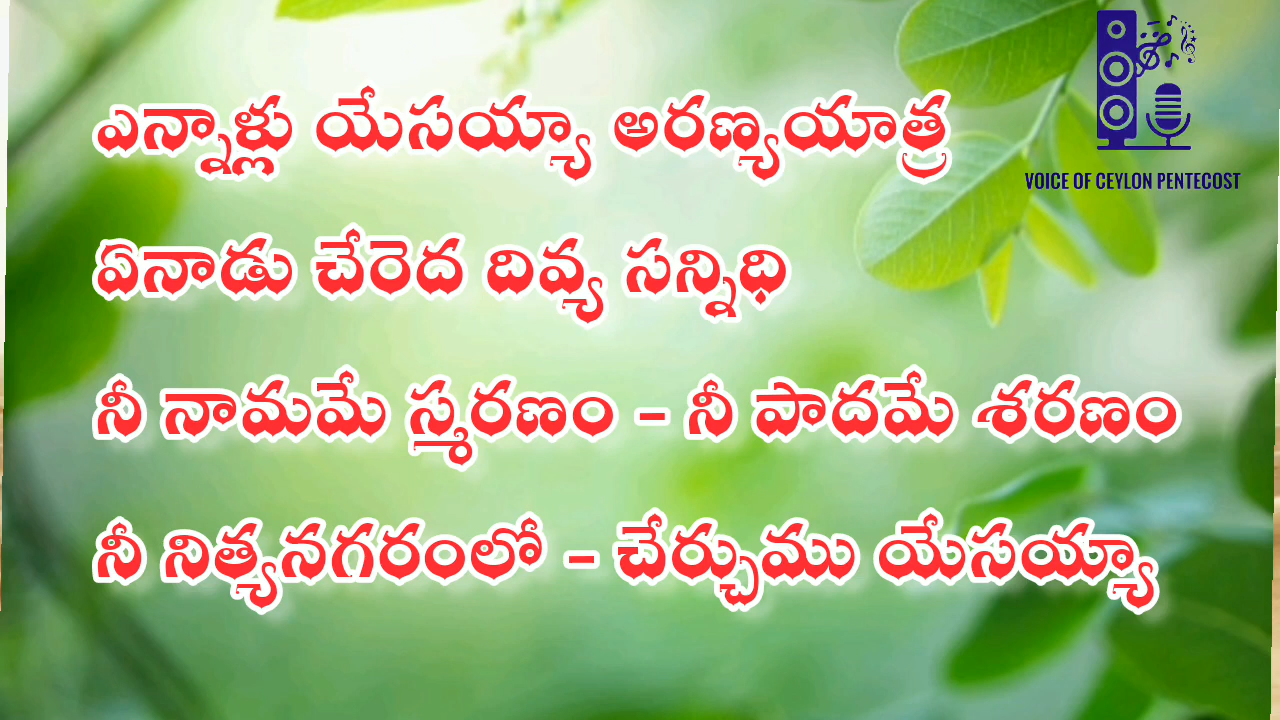 VOICE OF CEYLON PENTECOST
ఎన్నాళ్లు యేసయ్యా అరణ్యయాత్ర
ఏనాడు చేరెద దివ్య సన్నిధి
నీ నామమే స్మరణం - నీ పాదమే శరణం
నీ నిత్యనగరంలో - చేర్చుము యేసయ్యా